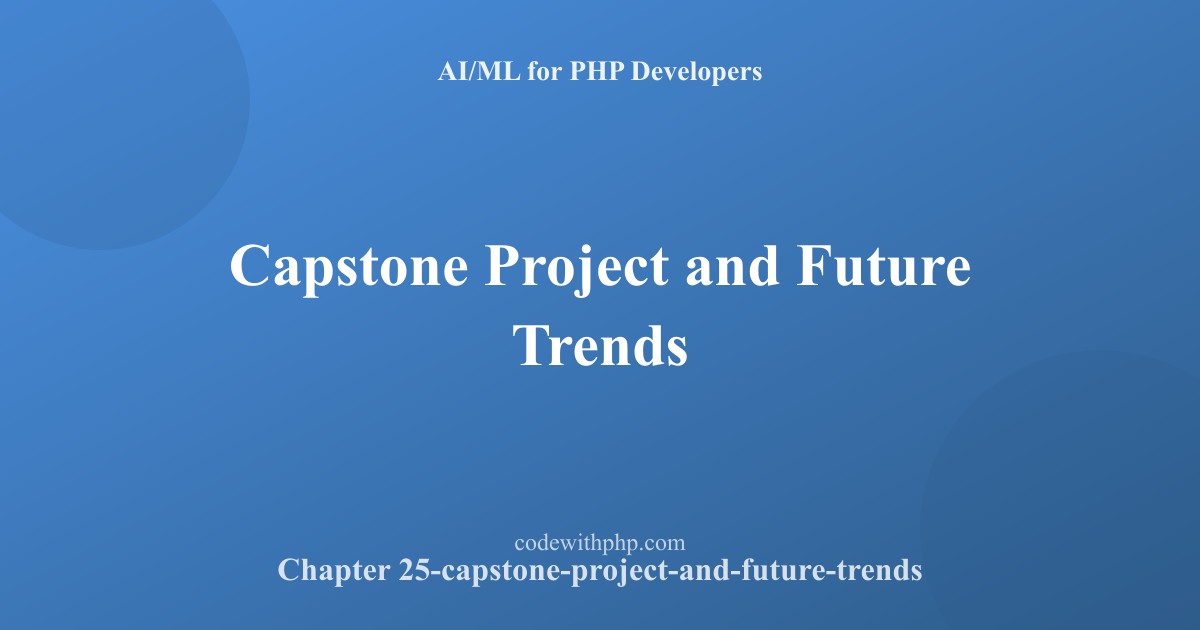 AI/ML for PHP Developers
Capstone Project and Future
Trends
codewithphp.com
Chapter 25-capstone-project-and-future-trends